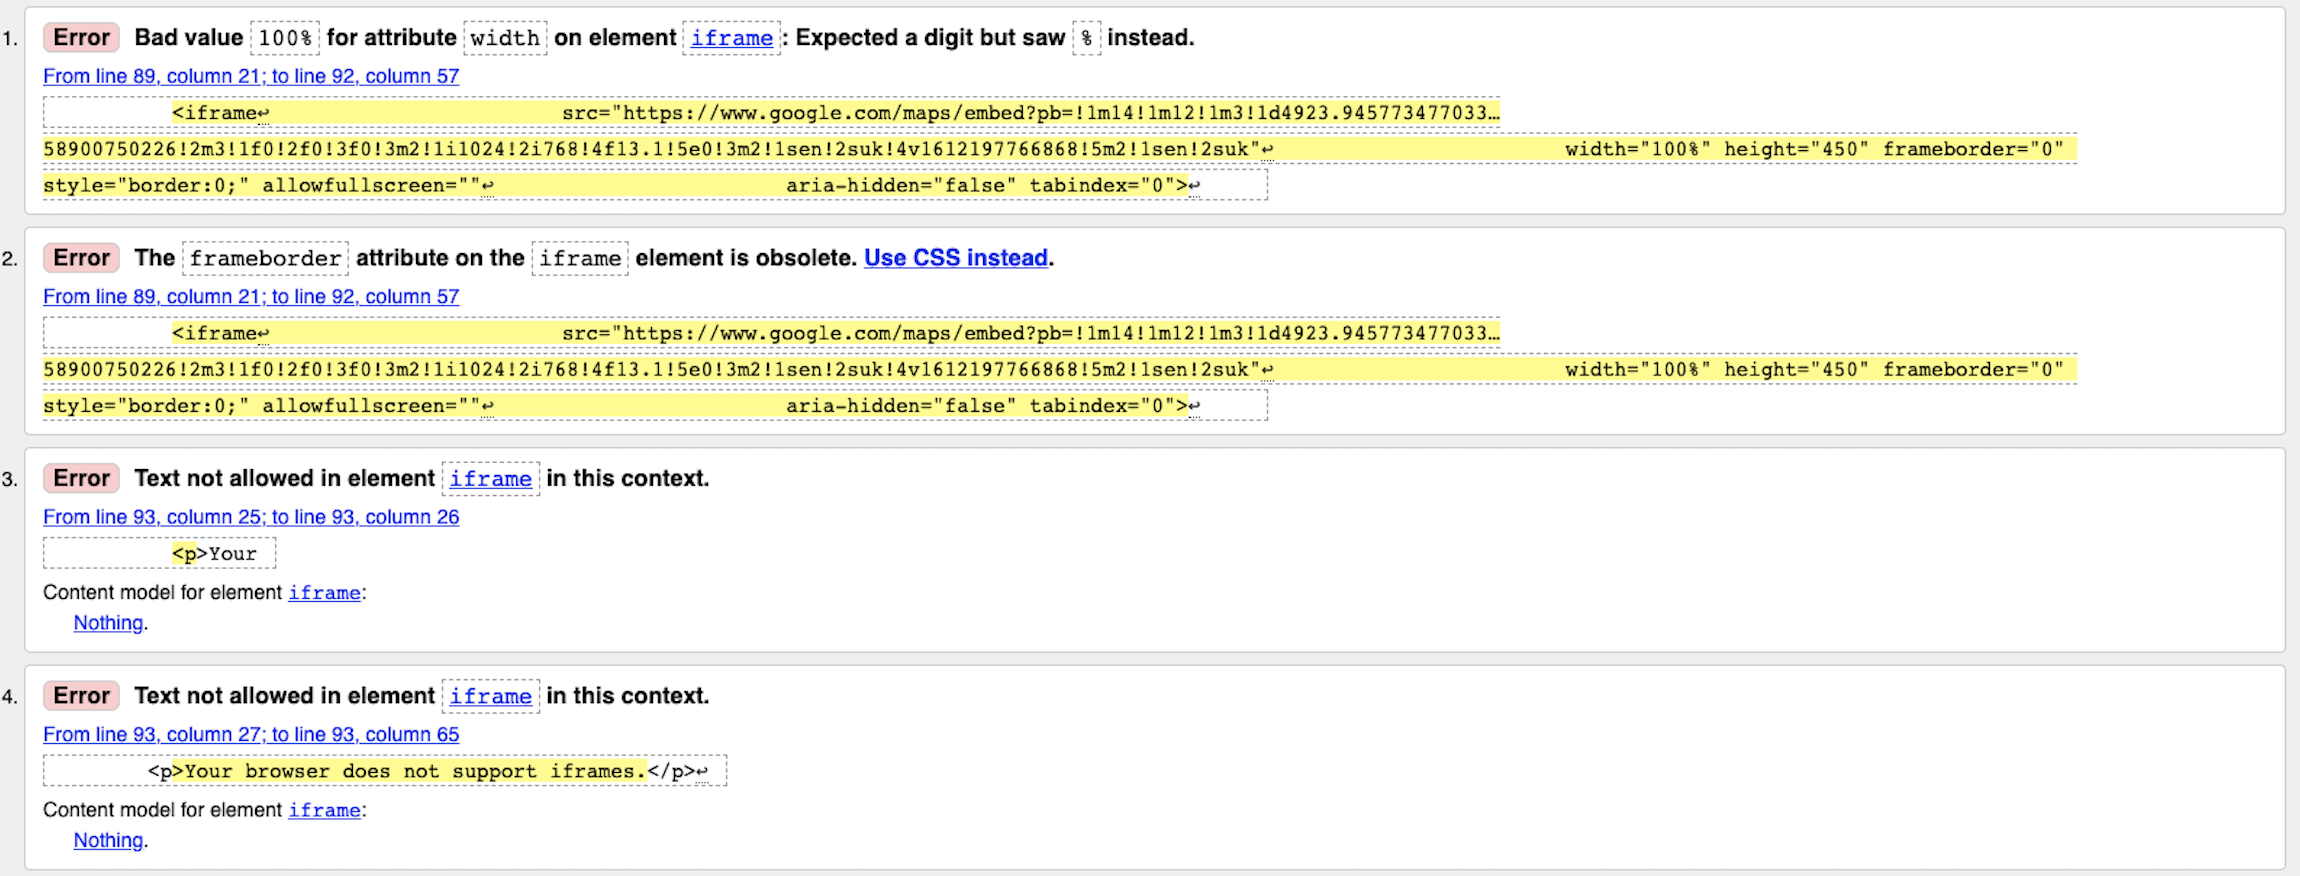 1. Error Bad value 100% for attribute width on element iframe: Expected a digit but saw % instead.
From line 89, column 21; to line 92, column 57
<iframe↩ src="https://www.google.com/maps/embed?pb=!1m14!1m12!1m3!1d4923.945773477033…
58900750226!2m3!1f0!2f0!3f0!3m2!1i1024!2i768!4f13.1!5e0!3m2!1sen!2suk!4v1612197766868!5m2!1sen!2suk"↩ width="100%" height="450" frameborder="0"
style="border:0;" allowfullscreen=""↩ aria-hidden="false" tabindex="0">↩
2. Error The frameborder attribute on the iframe element is obsolete. Use CSS instead.
From line 89, column 21; to line 92, column 57
<iframe↩ src="https://www.google.com/maps/embed?pb=!1m14!1m12!1m3!1d4923.945773477033…
58900750226!2m3!1f0!2f0!3f0!3m2!1i1024!2i768!4f13.1!5e0!3m2!1sen!2suk!4v1612197766868!5m2!1sen!2suk"↩ width="100%" height="450" frameborder="0"
style="border:0;" allowfullscreen=""↩ aria-hidden="false" tabindex="0">↩
3. Error Text not allowed in element iframe in this context.
From line 93, column 25; to line 93, column 26
<p>Your
Content model for element iframe:
Nothing.
4. Error Text not allowed in element iframe in this context.
From line 93, column 27; to line 93, column 65
<p>Your browser does not support iframes.</p>↩
Content model for element iframe:
Nothing.